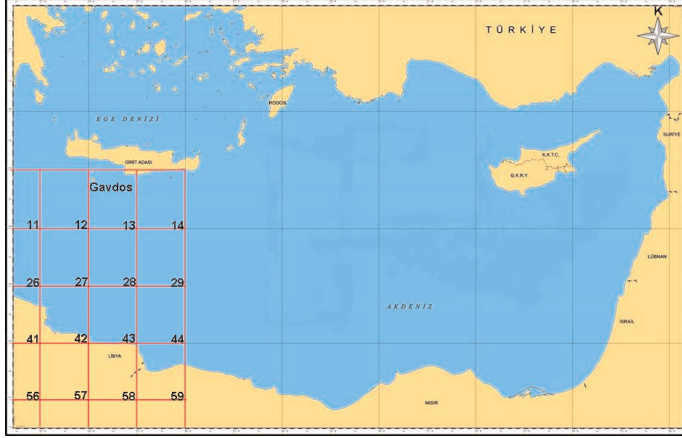 K
TÜRKİYE
RODOS
EGE DENİZİ
SURİYE
K.K.T.C.
GİRİT ADASI
G.K.R.Y.
Gavdos
11 12 13 14
LÜBNAN
26 27 28 29
AKDENİZ
İSRAİL
41 42 43 44
LİBYA
56 57 58 59
MISIR